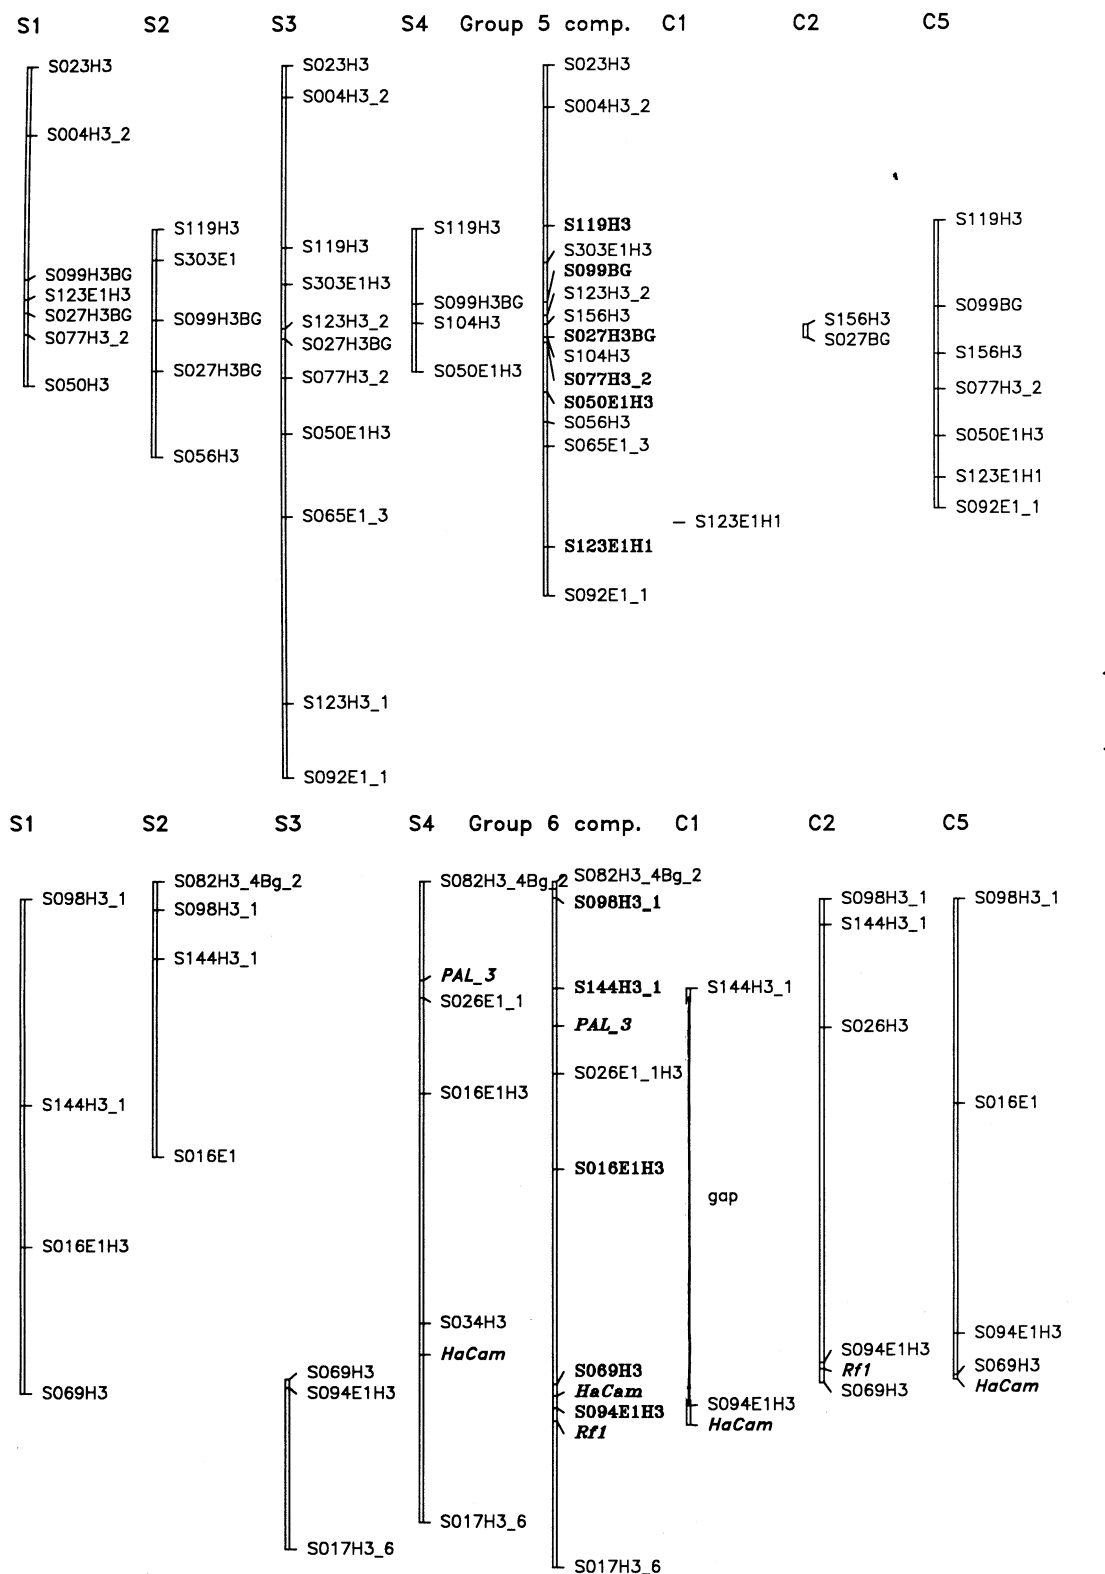 S1 S2 S3 S4 Group 5 comp. C1 C2 C5
S023H3
S004H3_2
S099H3BG
S123E1H3
S027H3BG
S077H3_2
S050H3
S119H3
S303E1
S099H3BG
S027H3BG
S056H3
S023H3
S004H3_2
S119H3
S303E1H3
S123H3_2
S027H3BG
S077H3_2
S050E1H3
S065E1_3
S123H3_1
S092E1_1
S119H3
S099H3BG
S104H3
S050E1H3
S023H3
S004H3_2
S119H3
S303E1H3
S099BG
S123H3_2
S156H3
S027H3BG
S104H3
S077H3_2
S050E1H3
S056H3
S065E1_3
S123E1H1
S092E1_1
S123E1H1
S156H3
S027BG
S119H3
S099BG
S156H3
S077H3_2
S050E1H3
S123E1H1
S092E1_1
S1 S2 S3 S4 Group 6 comp. C1 C2 C5
S098H3_1
S144H3_1
S016E1H3
S069H3
S082H3_4Bg_2
S098H3_1
S144H3_1
S016E1
S069H3
S094E1H3
S017H3_6
S082H3_4Bg_2
PAL_3
S026E1_1
S016E1H3
S034H3
HaCam
S017H3_6
S082H3_4Bg_2
S098H3_1
S144H3_1
PAL_3
S026E1_1H3
S016E1H3
S069H3
HaCam
S094E1H3
Rf1
S017H3_6
S144H3_1
gap
S094E1H3
HaCam
S098H3_1
S144H3_1
S026H3
S094E1H3
Rf1
S069H3
S098H3_1
S016E1
S094E1H3
S069H3
HaCam